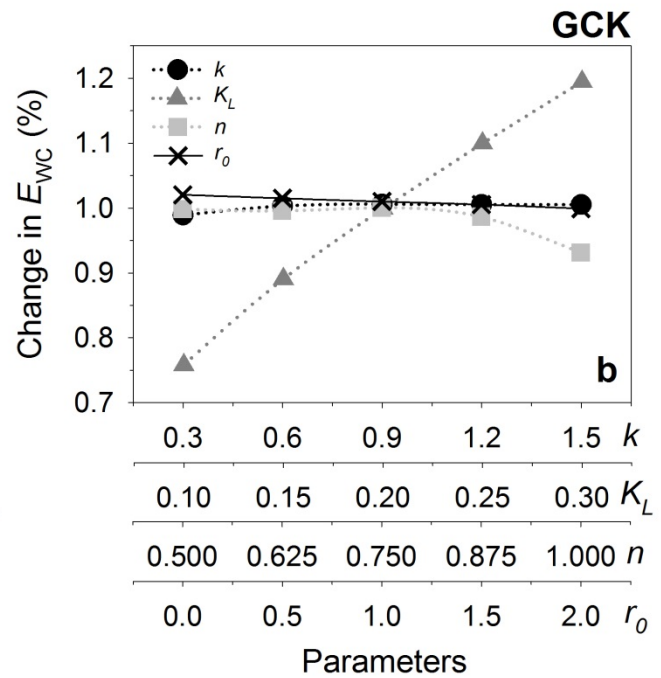 GCK
Change in E_WC (%)
1.2
1.1
1.0
0.9
0.8
0.7
k
K_L
n
r_0
b
0.3 0.6 0.9 1.2 1.5 k
0.10 0.15 0.20 0.25 0.30 K_L
0.500 0.625 0.750 0.875 1.000 n
0.0 0.5 1.0 1.5 2.0 r_0
Parameters